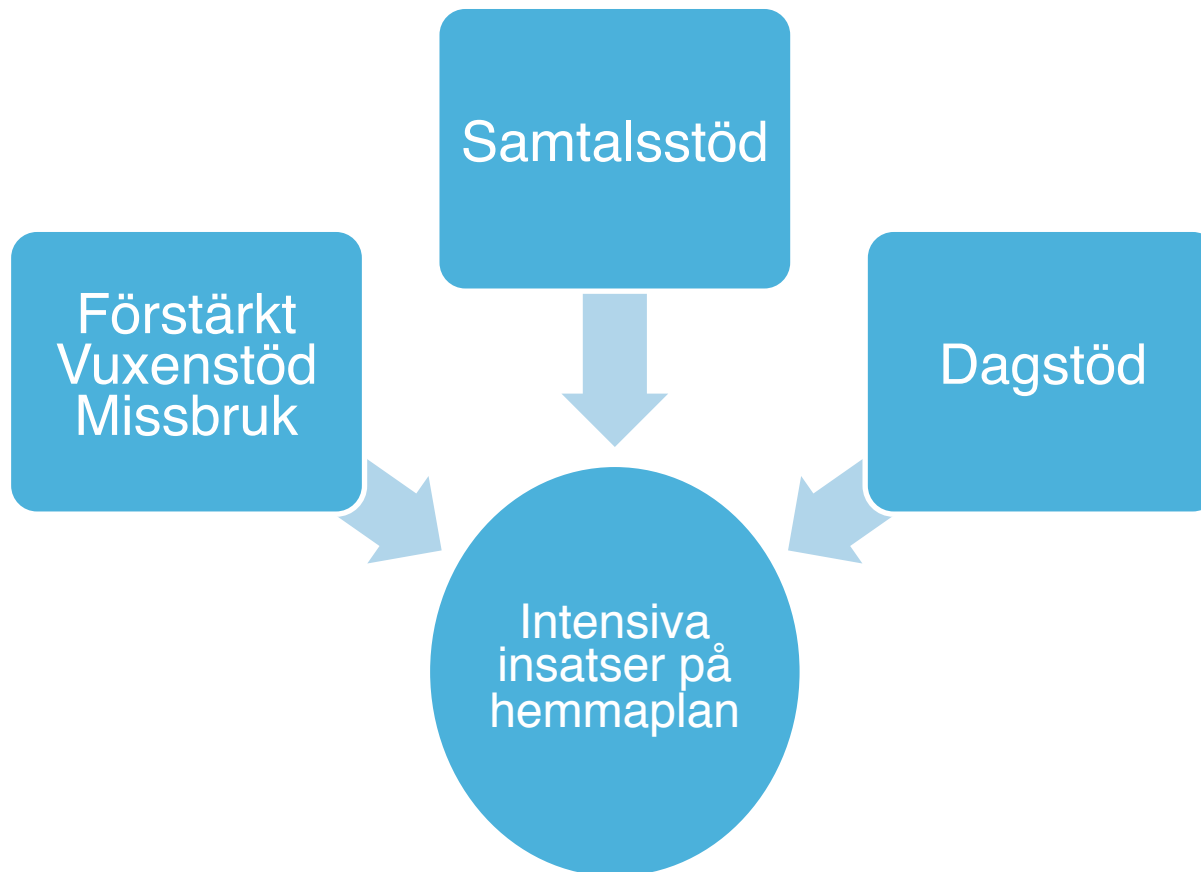 Samtalsstöd
Förstärkt
Vuxenstöd
Missbruk
Dagstöd
Intensiva
insatser på
hemmaplan